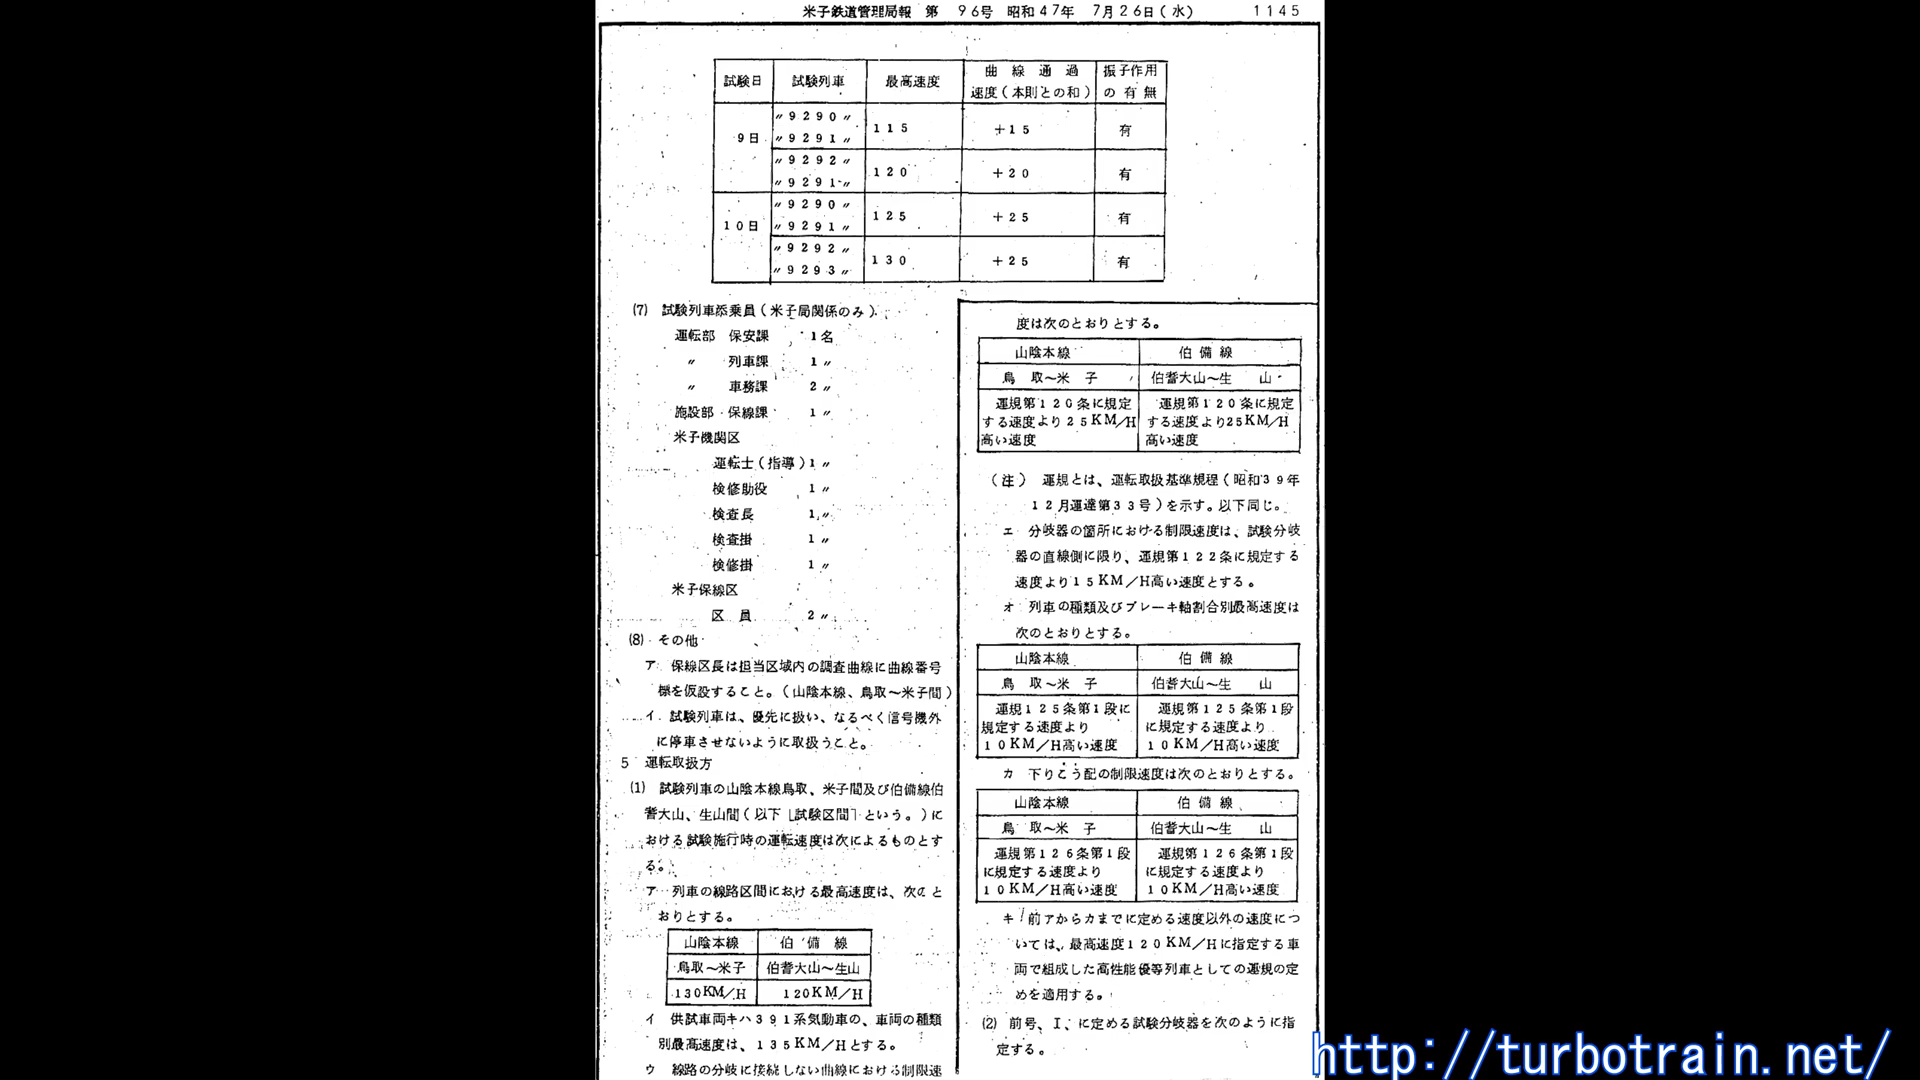 米子鉄道管理局報 第 96号 昭和47年 7月26日(水) 1145
試験日 試験列車 最高速度 曲線通過速度(本則との和) 振子作用の有無
9日 〃9290〃 〃9291〃 115 +15 有
〃9292〃 〃9291〃 120 +20 有
10日 〃9290〃 〃9291〃 125 +25 有
〃9292〃 〃9293〃 130 +25 有
(7) 試験列車添乗員(米子局関係のみ)
運転部 保安課 1名
〃 列車課 1〃
〃 車務課 2〃
施設部 保線課 1〃
米子機関区
運転士(指導)1〃
検修助役 1〃
検査長 1〃
検査掛 1〃
検修掛 1〃
米子保線区
区員 2〃
(8) その他
ア 保線区長は担当区域内の調査曲線に曲線番号
標を仮設すること。(山陰本線、鳥取~米子間)
イ 試験列車は、優先に扱い、なるべく信号機外
に停車させないように取扱うこと。
5 運転取扱方
(1) 試験列車の山陰本線鳥取、米子間及び伯備線伯
耆大山、生山間(以下「試験区間」という。)に
おける試験施行時の運転速度は次によるものとす
る。
ア 列車の線路区間における最高速度は、次のと
おりとする。
山陰本線 伯備線
鳥取~米子 伯耆大山~生山
130KM/H 120KM/H
イ 供試車両キハ391系気動車の、車両の種類
別最高速度は、135KM/Hとする。
ウ 線路の分岐に接続しない曲線における制限速
度は次のとおりとする。
山陰本線 伯備線
鳥取~米子 伯耆大山~生山
運規第120条に規定 運規第120条に規定
する速度より25KM/H する速度より25KM/H
高い速度 高い速度
(注) 運規とは、運転取扱基準規程(昭和39年
12月運達第33号)を示す。以下同じ。
エ 分岐器の箇所における制限速度は、試験分岐
器の直線側に限り、運規第122条に規定する
速度より15KM/H高い速度とする。
オ 列車の種類及びブレーキ軸割合別最高速度は
次のとおりとする。
山陰本線 伯備線
鳥取~米子 伯耆大山~生山
運規125条第1段に 運規第125条第1段
規定する速度より に規定する速度より
10KM/H高い速度 10KM/H高い速度
カ 下りこう配の制限速度は次のとおりとする。
山陰本線 伯備線
鳥取~米子 伯耆大山~生山
運規第126条第1段 運規第126条第1段
に規定する速度より に規定する速度より
10KM/H高い速度 10KM/H高い速度
キ 前アからカまでに定める速度以外の速度につ
いては、最高速度120KM/Hに指定する車
両で組成した高性能優等列車としての運規の定
めを適用する。
(2) 前号、エ、に定める試験分岐器を次のように指
定する。
http://turbotrain.net/